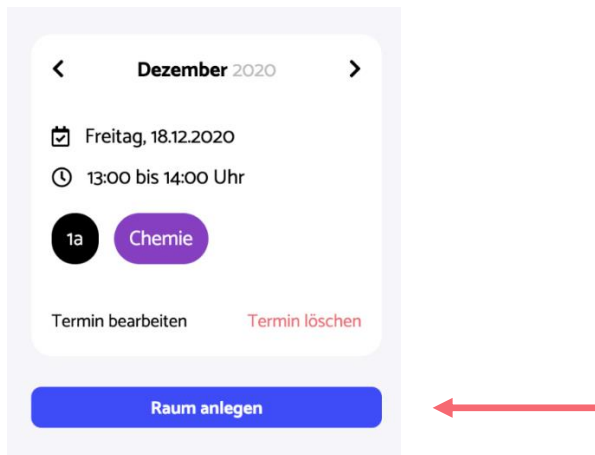 Dezember 2020
Freitag, 18.12.2020
13:00 bis 14:00 Uhr
1a Chemie
Termin bearbeiten Termin löschen
Raum anlegen